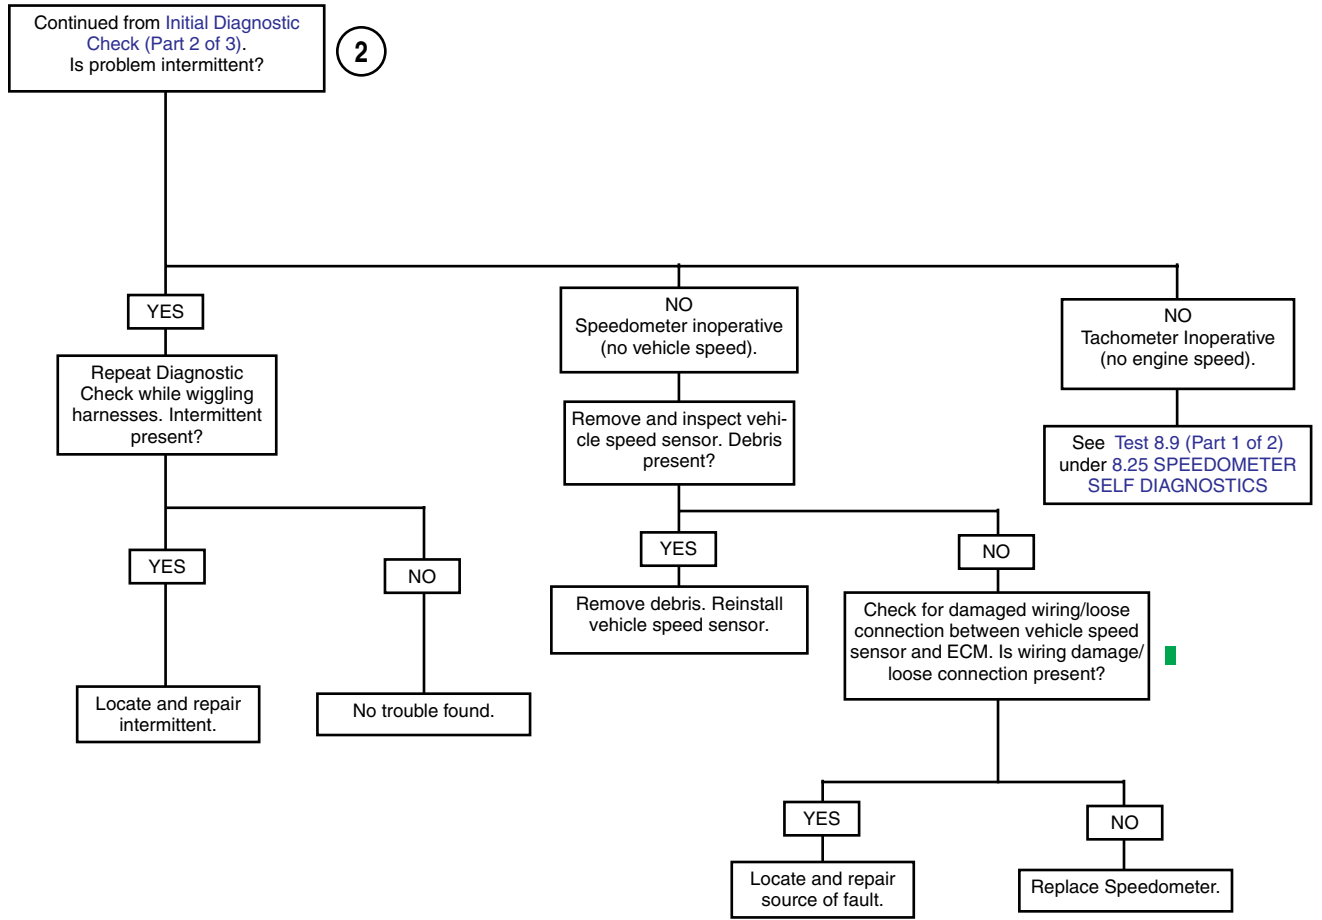 Continued from Initial Diagnostic
Check (Part 2 of 3).
Is problem intermittent?
2
YES
Repeat Diagnostic
Check while wiggling
harnesses. Intermittent
present?
YES
Locate and repair
intermittent.
NO
No trouble found.
NO
Speedometer inoperative
(no vehicle speed).
Remove and inspect vehi-
cle speed sensor. Debris
present?
YES
Remove debris. Reinstall
vehicle speed sensor.
NO
Check for damaged wiring/loose
connection between vehicle speed
sensor and ECM. Is wiring damage/
loose connection present?
YES
Locate and repair
source of fault.
NO
Replace Speedometer.
NO
Tachometer Inoperative
(no engine speed).
See Test 8.9 (Part 1 of 2)
under 8.25 SPEEDOMETER
SELF DIAGNOSTICS